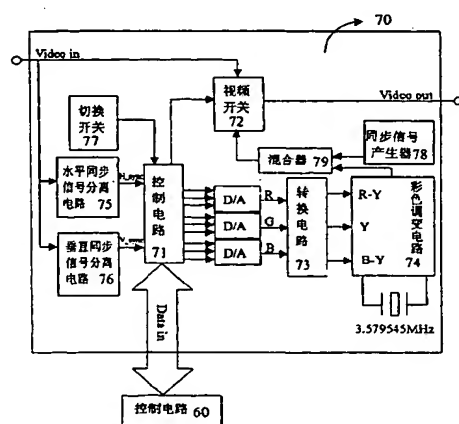 70
Video in
视频
开关
72
Video out
切换
开关
77
混合器 79
同步信号
产生器 78
水平同步
信号分离
电路 75
H_sync
控制电路
71
D/A
R
D/A
G
D/A
B
转换电路
73
R-Y
Y
B-Y
彩色调变电路
74
垂直同步
信号分离
电路 76
V_sync
3.579545MHz
Data in
控制电路 60